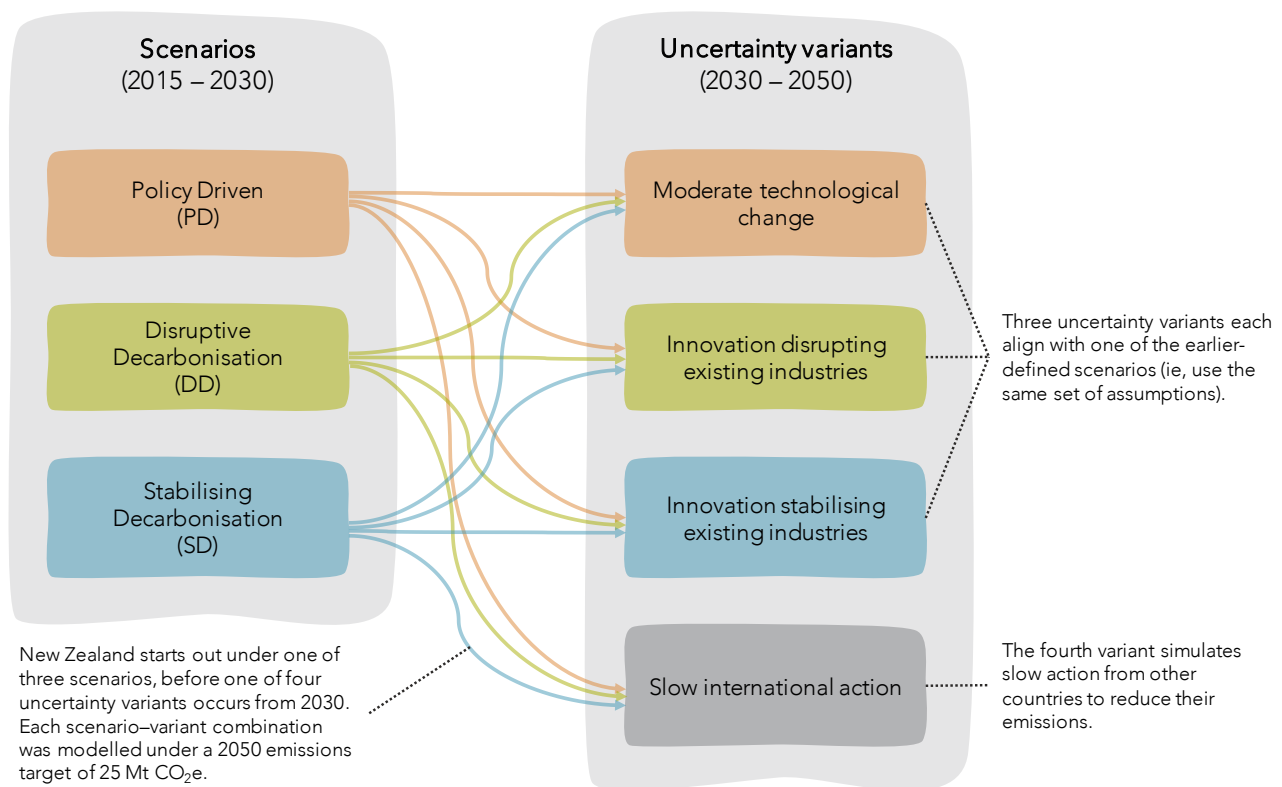 Scenarios
(2015 – 2030)
Policy Driven
(PD)
Disruptive
Decarbonisation
(DD)
Stabilising
Decarbonisation
(SD)
New Zealand starts out under one of
three scenarios, before one of four
uncertainty variants occurs from 2030.
Each scenario–variant combination
was modelled under a 2050 emissions
target of 25 Mt CO₂e.
Uncertainty variants
(2030 – 2050)
Moderate technological
change
Innovation disrupting
existing industries
Innovation stabilising
existing industries
Slow international action
Three uncertainty variants each
align with one of the earlier-
defined scenarios (ie, use the
same set of assumptions).
The fourth variant simulates
slow action from other
countries to reduce their
emissions.